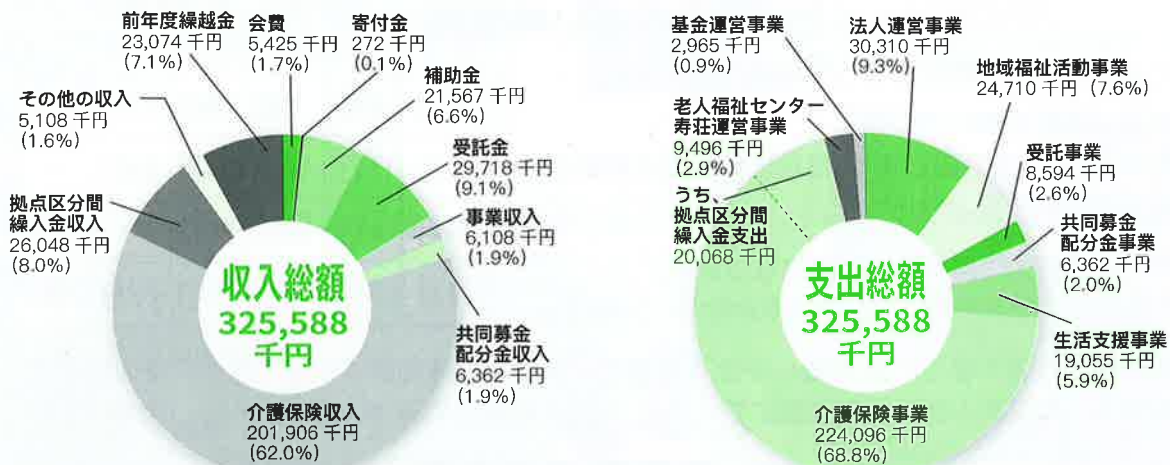 前年度繰越金
23,074 千円
(7.1%)
会費
5,425 千円
(1.7%)
寄付金
272 千円
(0.1%)
補助金
21,567 千円
(6.6%)
受託金
29,718 千円
(9.1%)
事業収入
6,108 千円
(1.9%)
共同募金
配分金収入
6,362 千円
(1.9%)
介護保険収入
201,906 千円
(62.0%)
拠点区分間
繰入金収入
26,048 千円
(8.0%)
その他の収入
5,108 千円
(1.6%)
収入総額
325,588
千円
基金運営事業
2,965 千円
(0.9%)
法人運営事業
30,310 千円
(9.3%)
地域福祉活動事業
24,710 千円 (7.6%)
受託事業
8,594 千円
(2.6%)
共同募金
配分金事業
6,362 千円
(2.0%)
生活支援事業
19,055 千円
(5.9%)
介護保険事業
224,096 千円
(68.8%)
うち、
拠点区分間
繰入金支出
20,068 千円
老人福祉センター
寿荘運営事業
9,496 千円
(2.9%)
支出総額
325,588
千円